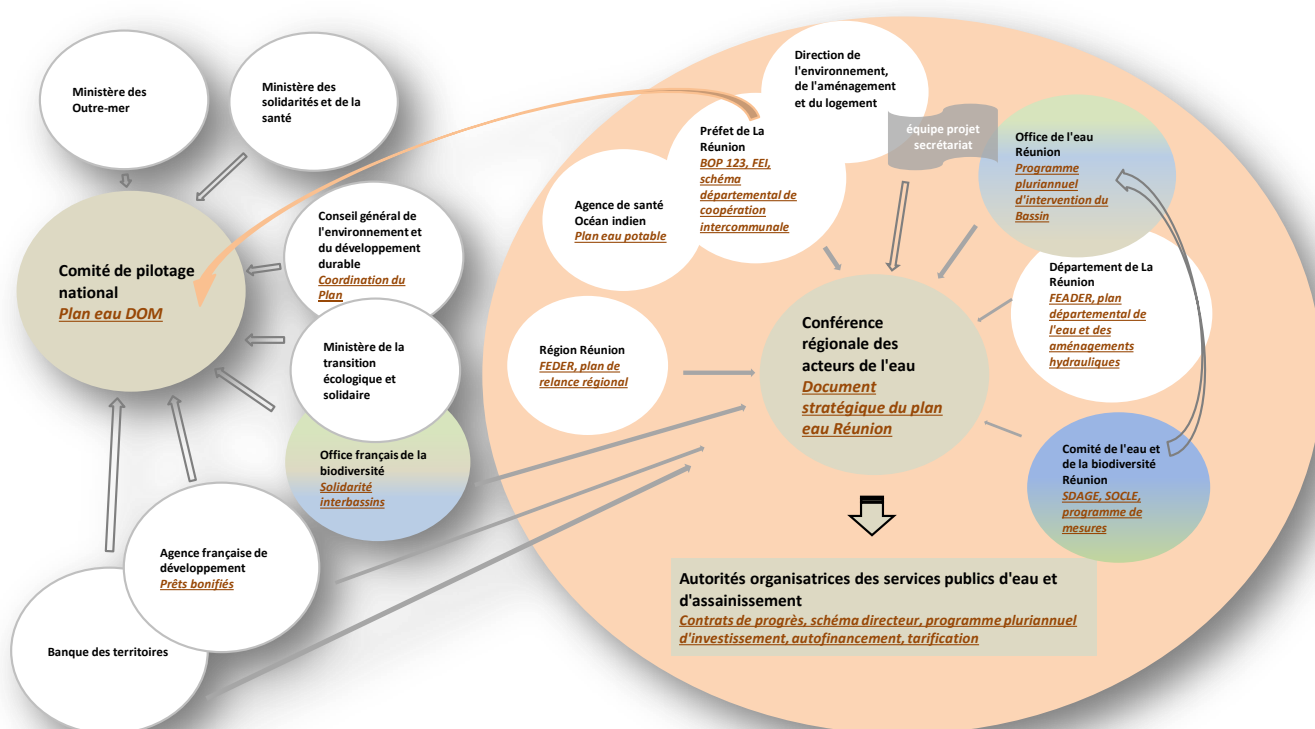 Ministère des
Outre-mer
Ministère des
solidarités et de la
santé
Conseil général de
l'environnement et
du développement
durable
Coordination du
Plan
Comité de pilotage
national
Plan eau DOM
Ministère de la
transition
écologique et
solidaire
Office français de la
biodiversité
Solidarité
interbassins
Agence française de
développement
Prêts bonifiés
Banque des territoires
Direction de
l'environnement,
de l'aménagement
et du logement
équipe projet
secrétariat
Préfet de La
Réunion
BOP 123, FEI,
schéma
départemental de
coopération
intercommunale
Office de l'eau
Réunion
Programme
pluriannuel
d'intervention du
Bassin
Agence de santé
Océan indien
Plan eau potable
Département de La
Réunion
FEADER, plan
départemental de
l'eau et des
aménagements
hydrauliques
Région Réunion
FEDER, plan de
relance régional
Conférence
régionale des
acteurs de l'eau
Document
stratégique du plan
eau Réunion
Comité de l'eau et
de la biodiversité
Réunion
SDAGE, SOCLE,
programme de
mesures
Autorités organisatrices des services publics d'eau et
d'assainissement
Contrats de progrès, schéma directeur, programme pluriannuel
d'investissement, autofinancement, tarification